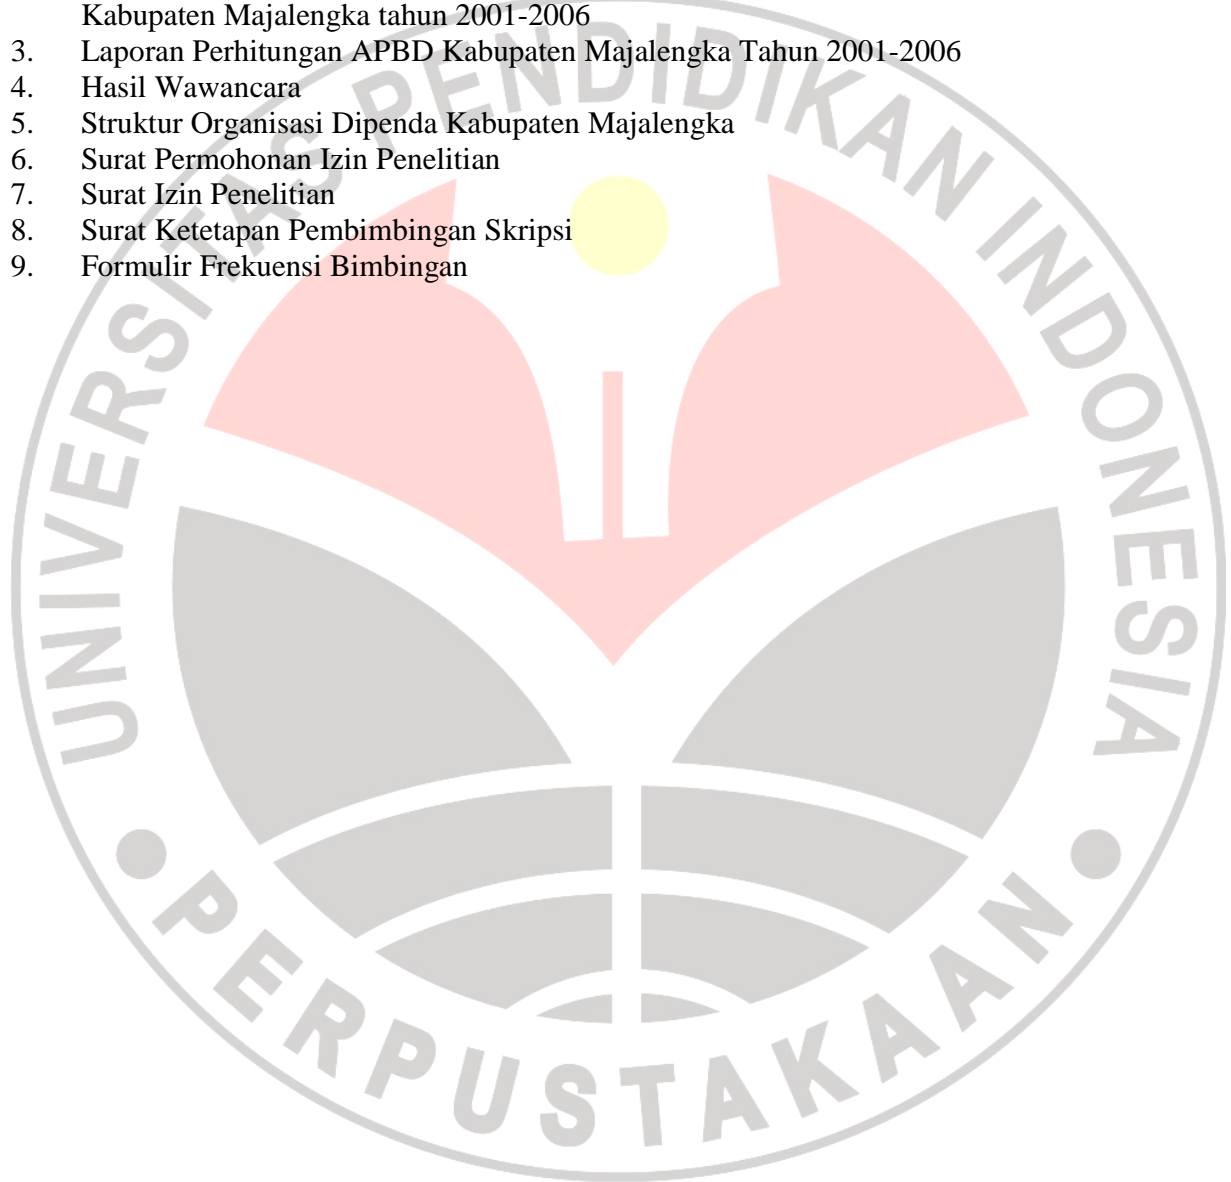 Kabupaten Majalengka tahun 2001-2006
3. Laporan Perhitungan APBD Kabupaten Majalengka Tahun 2001-2006
4. Hasil Wawancara
5. Struktur Organisasi Dipenda Kabupaten Majalengka
6. Surat Permohonan Izin Penelitian
7. Surat Izin Penelitian
8. Surat Ketetapan Pembimbingan Skripsi
9. Formulir Frekuensi Bimbingan
UNIVERSITAS PENDIDIKAN INDONESIA
PERPUSTAKAAN